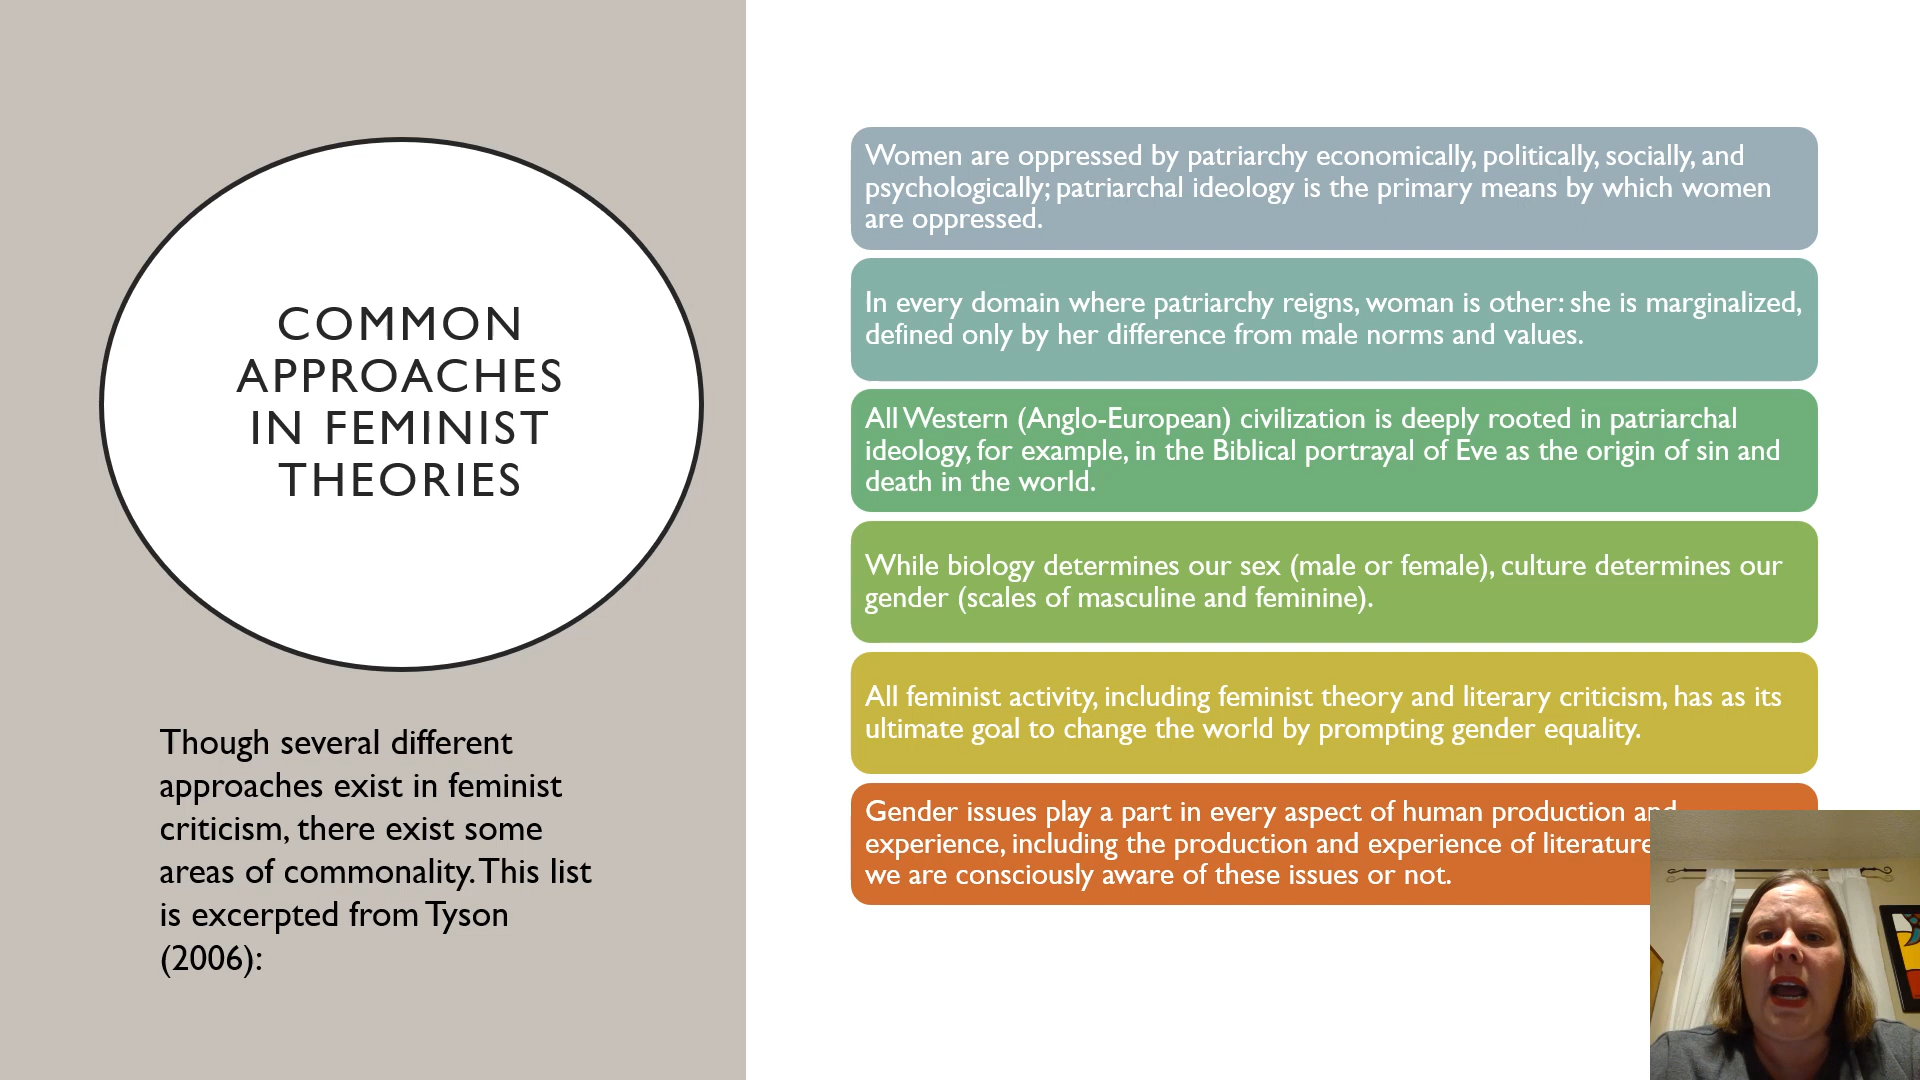 COMMON
APPROACHES
IN FEMINIST
THEORIES
Though several different
approaches exist in feminist
criticism, there exist some
areas of commonality. This list
is excerpted from Tyson
(2006):
Women are oppressed by patriarchy economically, politically, socially, and
psychologically; patriarchal ideology is the primary means by which women
are oppressed.
In every domain where patriarchy reigns, woman is other: she is marginalized,
defined only by her difference from male norms and values.
All Western (Anglo-European) civilization is deeply rooted in patriarchal
ideology, for example, in the Biblical portrayal of Eve as the origin of sin and
death in the world.
While biology determines our sex (male or female), culture determines our
gender (scales of masculine and feminine).
All feminist activity, including feminist theory and literary criticism, has as its
ultimate goal to change the world by prompting gender equality.
Gender issues play a part in every aspect of human production and
experience, including the production and experience of literature
we are consciously aware of these issues or not.